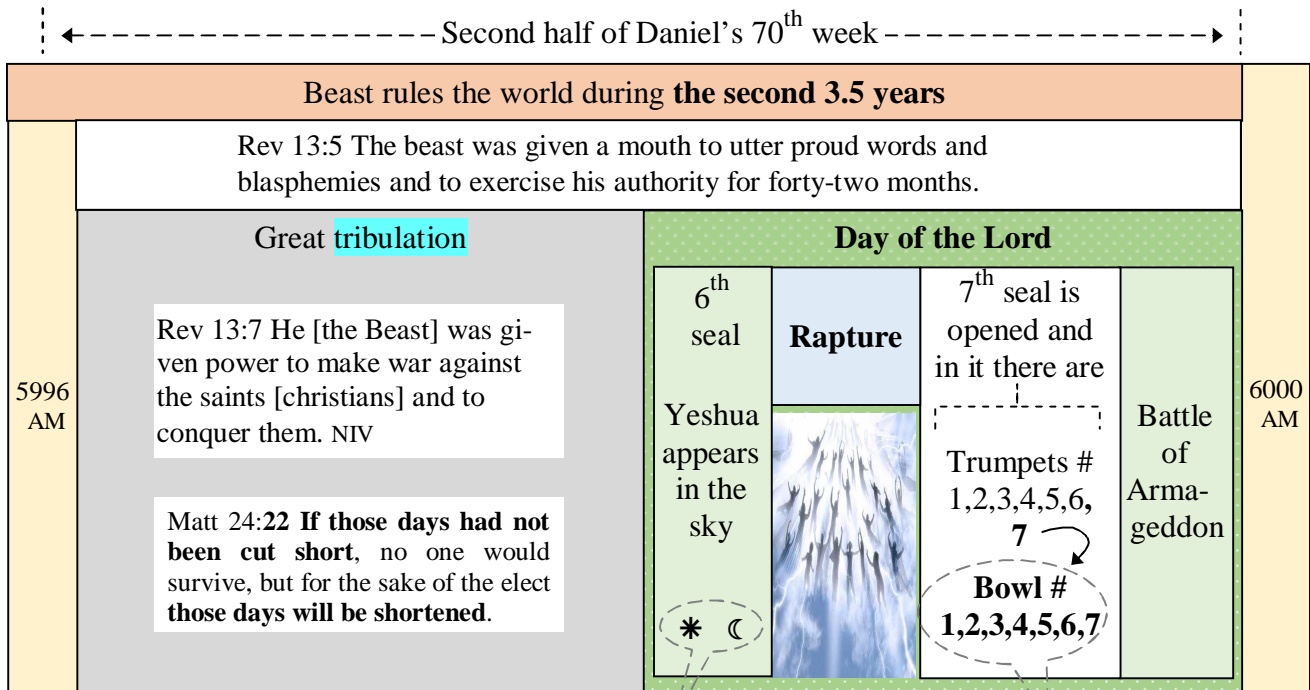 Second half of Daniel's 70th week
Beast rules the world during the second 3.5 years
Rev 13:5 The beast was given a mouth to utter proud words and
blasphemies and to exercise his authority for forty-two months.
5996
AM
Great tribulation
Rev 13:7 He [the Beast] was gi-
ven power to make war against
the saints [christians] and to
conquer them. NIV
Matt 24:22 If those days had not
been cut short, no one would
survive, but for the sake of the elect
those days will be shortened.
Day of the Lord
6th
seal
Yeshua
appears
in the
sky
Rapture
7th seal is
opened and
in it there are
Trumpets #
1,2,3,4,5,6,
7
Bowl #
1,2,3,4,5,6,7
Battle
of
Arma-
geddon
6000
AM